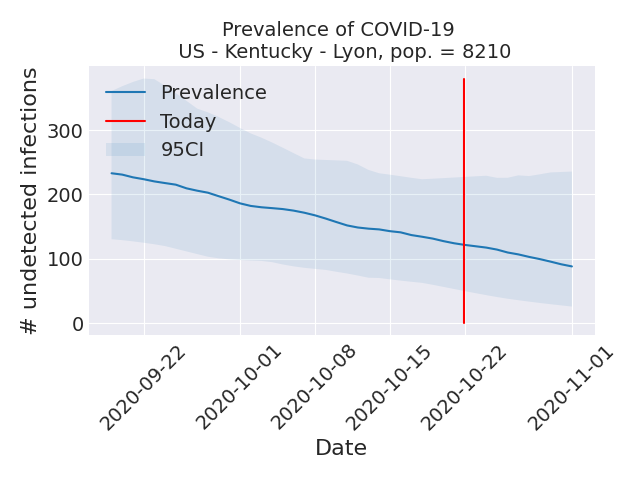 Prevalence of COVID-19
US - Kentucky - Lyon, pop. = 8210
# undetected infections
300
200
100
0
Prevalence
Today
95CI
2020-09-22
2020-10-01
2020-10-08
2020-10-15
2020-10-22
2020-11-01
Date